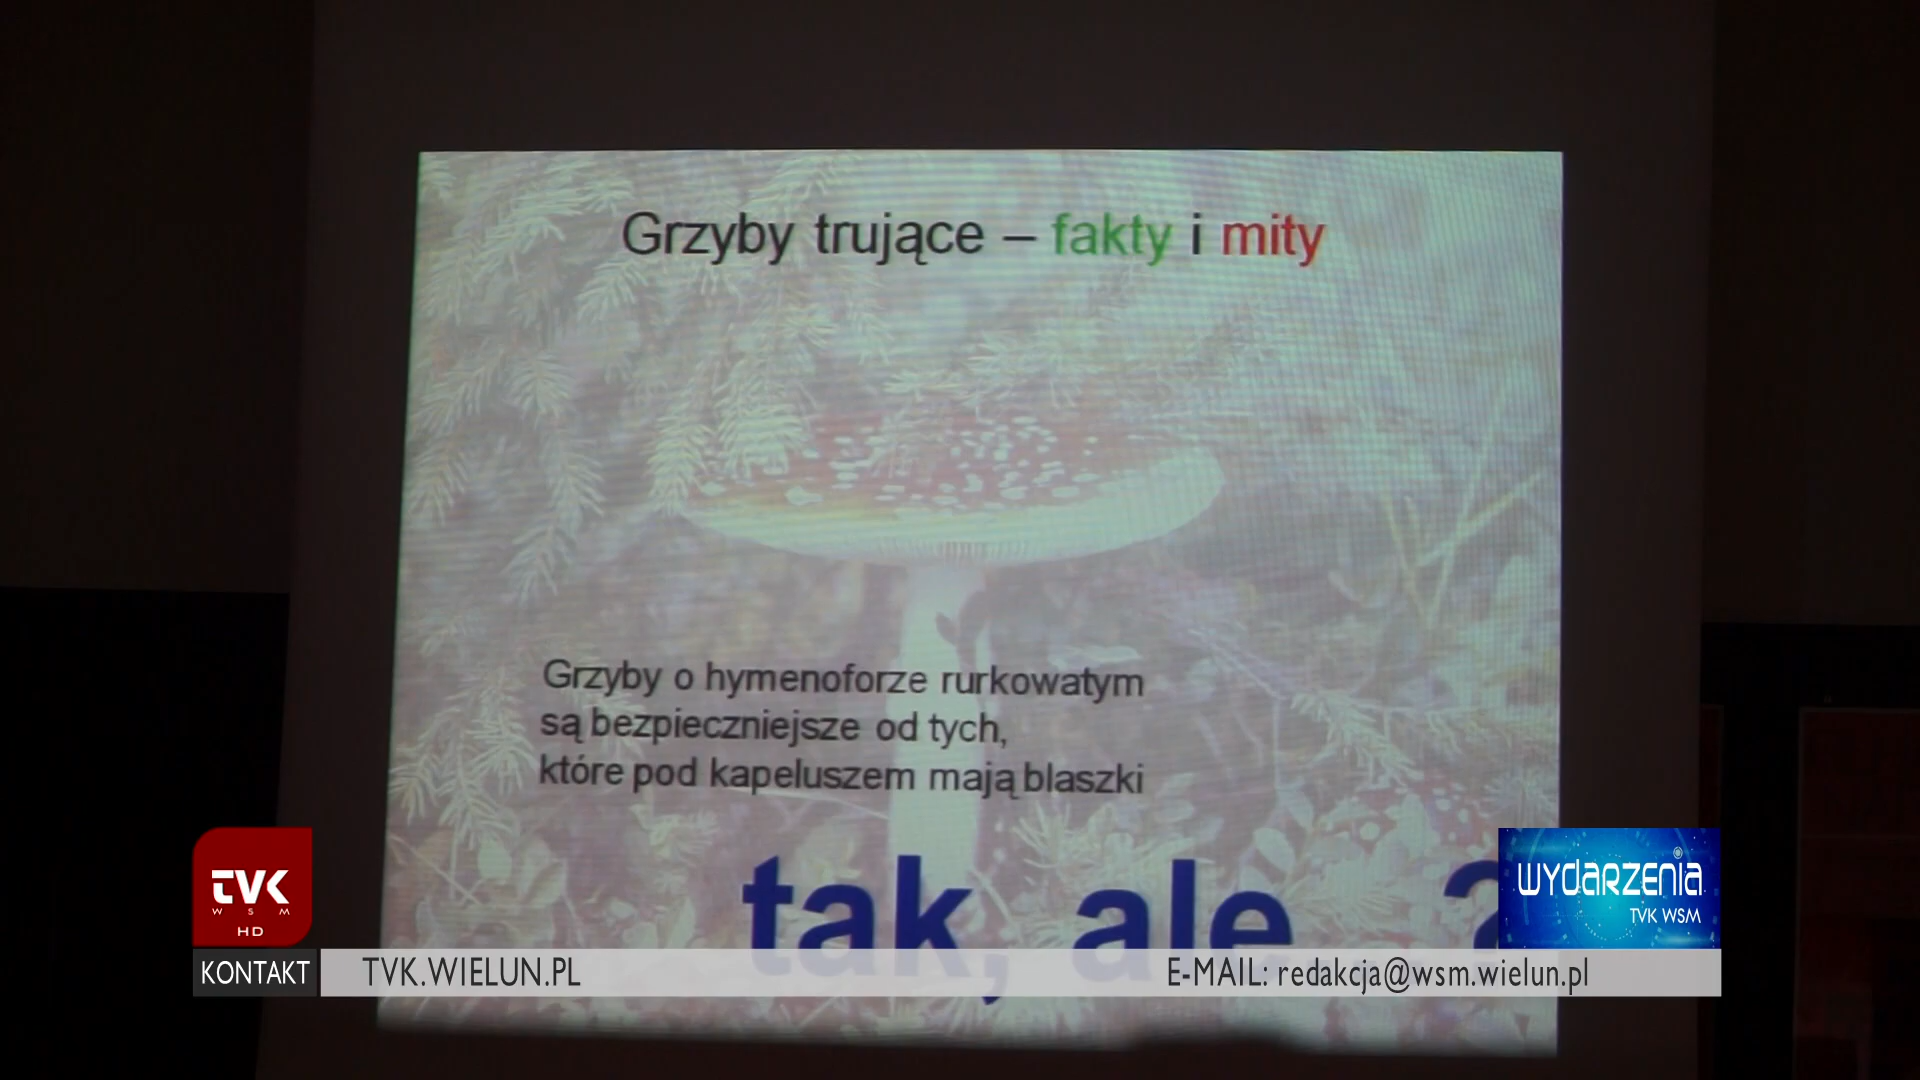 Grzyby trujące – fakty i mity
Grzyby o hymenoforze rurkowatym
są bezpieczniejsze od tych,
które pod kapeluszem mają blaszki
tak, ale
TVK
WSM
HD
WYDARZENIA
TVK WSM
KONTAKT TVK.WIELUN.PL E-MAIL: redakcja@wsm.wielun.pl